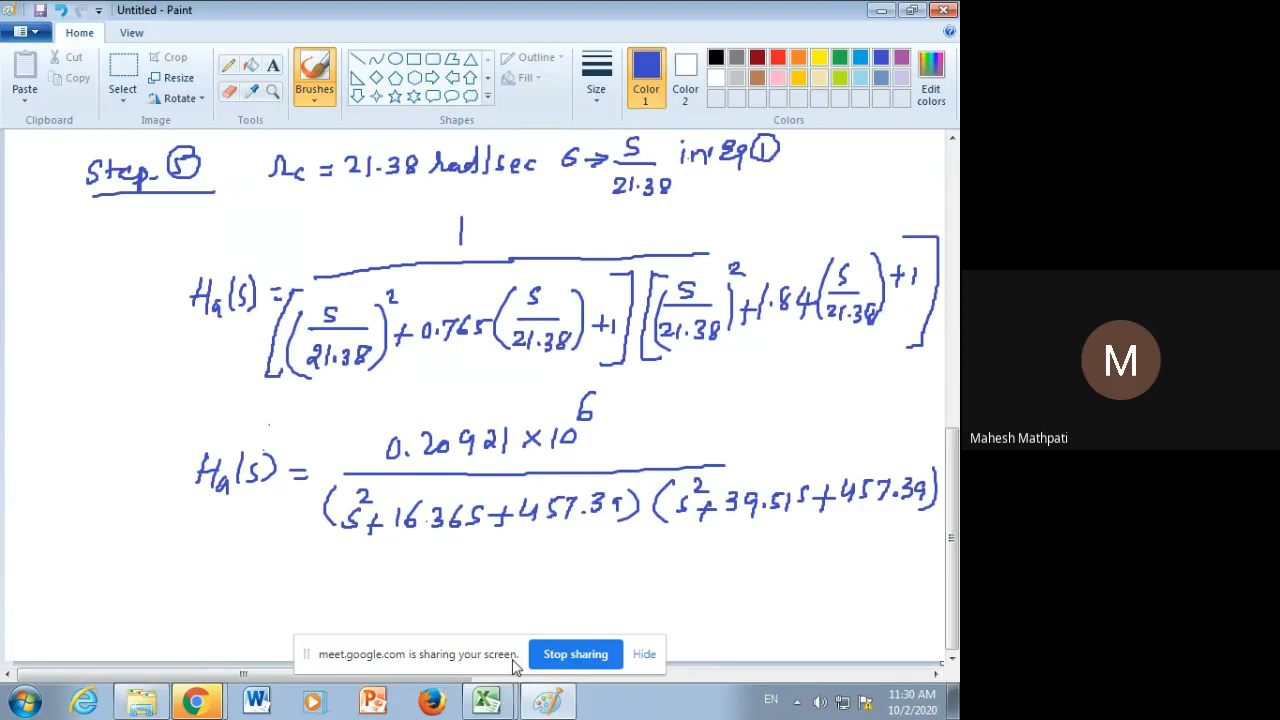 Untitled - Paint
Home View
Paste Cut Copy Select Crop Resize Rotate Brushes Outline Fill Size Color 1 Color 2 Edit colors
Clipboard Image Tools Shapes Colors
Step-⑤ Ωc = 21.38 rad/sec s → s/21.38 in Eq ①
Ha(s) = 1/[(s/21.38)² + 0.765(s/21.38) + 1][(s/21.38)² + 1.84(s/21.38) + 1]
Ha(s) = 0.20921 × 10⁶/(s² + 16.36s + 457.39)(s² + 39.51s + 457.39)
M
Mahesh Mathpati
meet.google.com is sharing your screen. Stop sharing Hide
EN 11:30 AM
10/2/2020